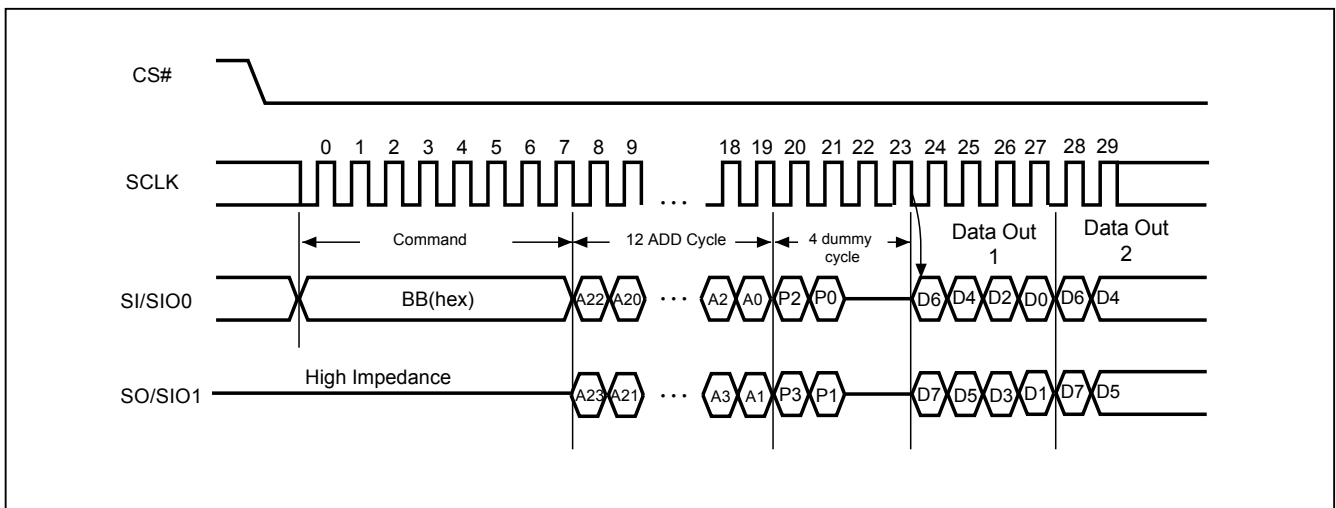 CS#
0 1 2 3 4 5 6 7 8 9 18 19 20 21 22 23 24 25 26 27 28 29
SCLK
...
Command 12 ADD Cycle 4 dummy cycle Data Out 1 Data Out 2
SI/SIO0 BB(hex) A22 A20 ... A2 A0 P2 P0 D6 D4 D2 D0 D6 D4
High Impedance
SO/SIO1 A23 A21 ... A3 A1 P3 P1 D7 D5 D3 D1 D7 D5